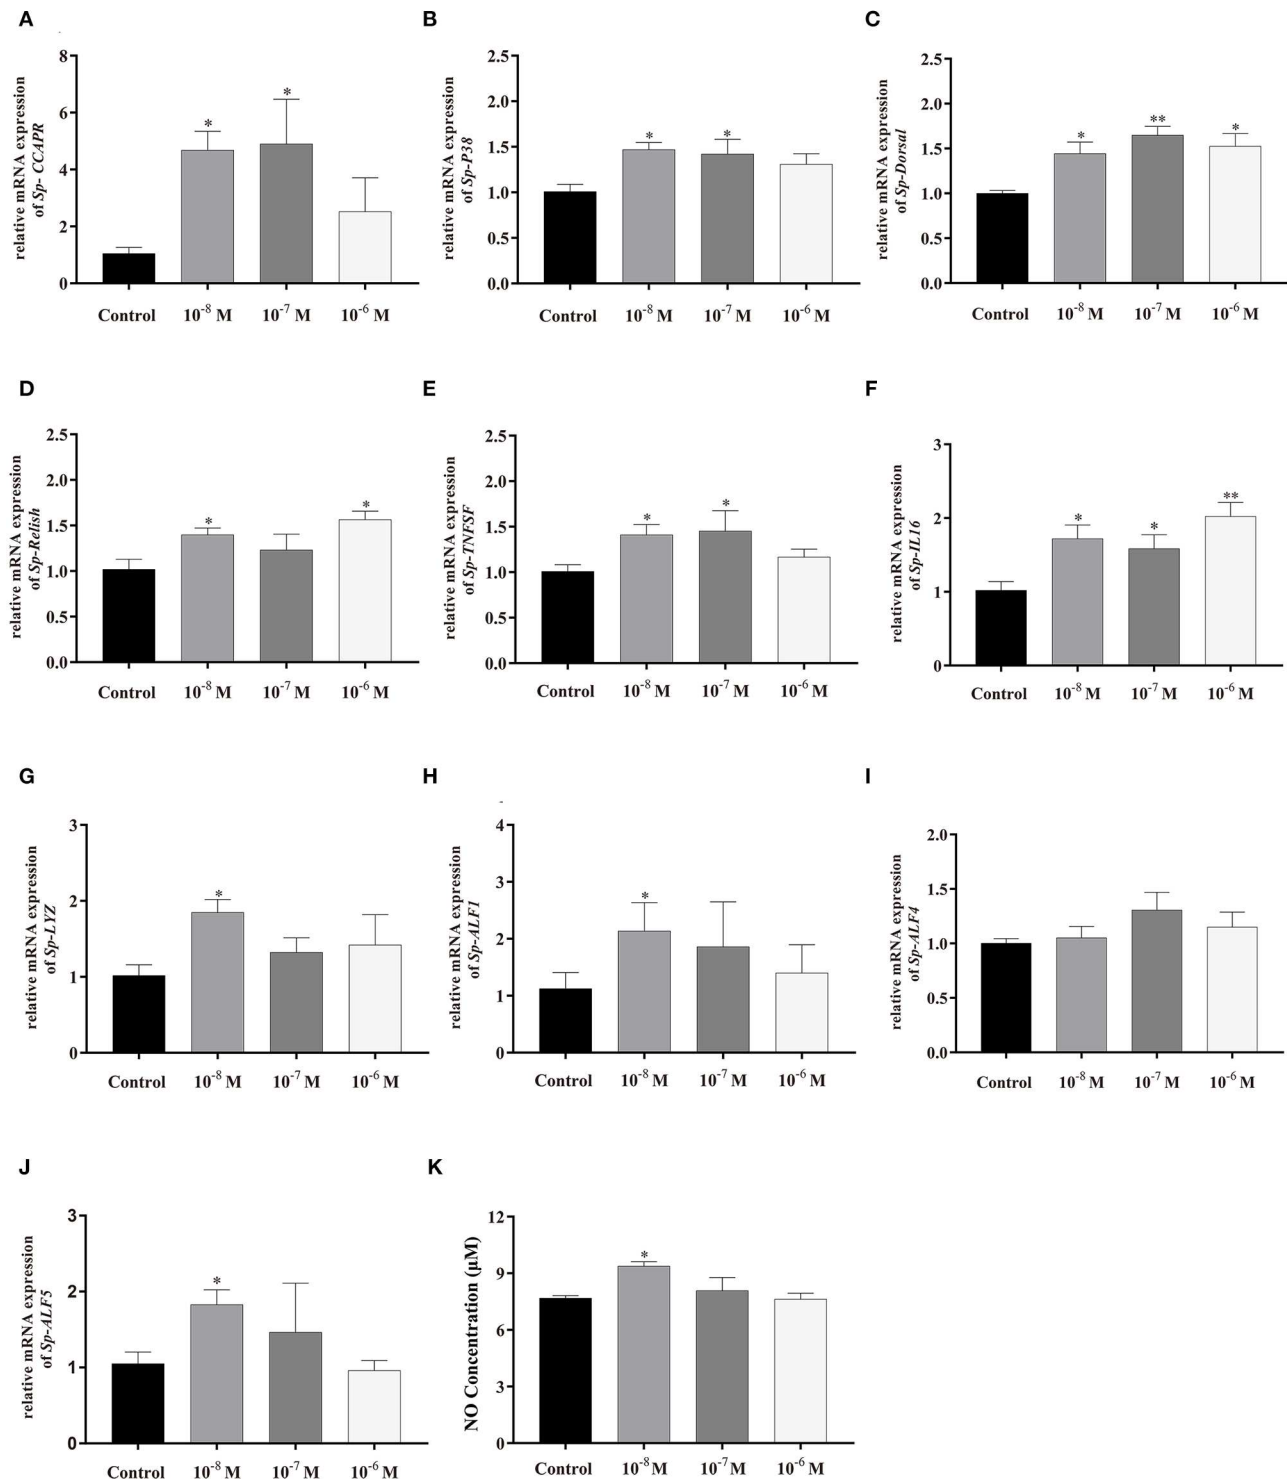 A
relative mRNA expression
of Sp- CCAPR
8
6
4
2
0
*
*
Control
10⁻⁸ M
10⁻⁷ M
10⁻⁶ M
B
relative mRNA expression
of Sp-P38
2.5
2.0
1.5
1.0
0.5
0.0
*
*
Control
10⁻⁸ M
10⁻⁷ M
10⁻⁶ M
C
relative mRNA expression
of Sp-Dorsal
2.5
2.0
1.5
1.0
0.5
0.0
*
**
*
Control
10⁻⁸ M
10⁻⁷ M
10⁻⁶ M
D
relative mRNA expression
of Sp-Relish
2.5
2.0
1.5
1.0
0.5
0.0
*
*
Control
10⁻⁸ M
10⁻⁷ M
10⁻⁶ M
E
relative mRNA expression
of Sp-TNFSF
2.5
2.0
1.5
1.0
0.5
0.0
*
*
Control
10⁻⁸ M
10⁻⁷ M
10⁻⁶ M
F
relative mRNA expression
of Sp-IL16
3
2
1
0
*
*
**
Control
10⁻⁸ M
10⁻⁷ M
10⁻⁶ M
G
relative mRNA expression
of Sp-LYZ
3
2
1
0
*
Control
10⁻⁸ M
10⁻⁷ M
10⁻⁶ M
H
relative mRNA expression
of Sp-ALF1
4
3
2
1
0
*
Control
10⁻⁸ M
10⁻⁷ M
10⁻⁶ M
I
relative mRNA expression
of Sp-ALF4
2.0
1.5
1.0
0.5
0.0
Control
10⁻⁸ M
10⁻⁷ M
10⁻⁶ M
J
relative mRNA expression
of Sp-ALF5
3
2
1
0
*
Control
10⁻⁸ M
10⁻⁷ M
10⁻⁶ M
K
NO Concentration (μM)
12
9
6
3
0
*
Control
10⁻⁸ M
10⁻⁷ M
10⁻⁶ M